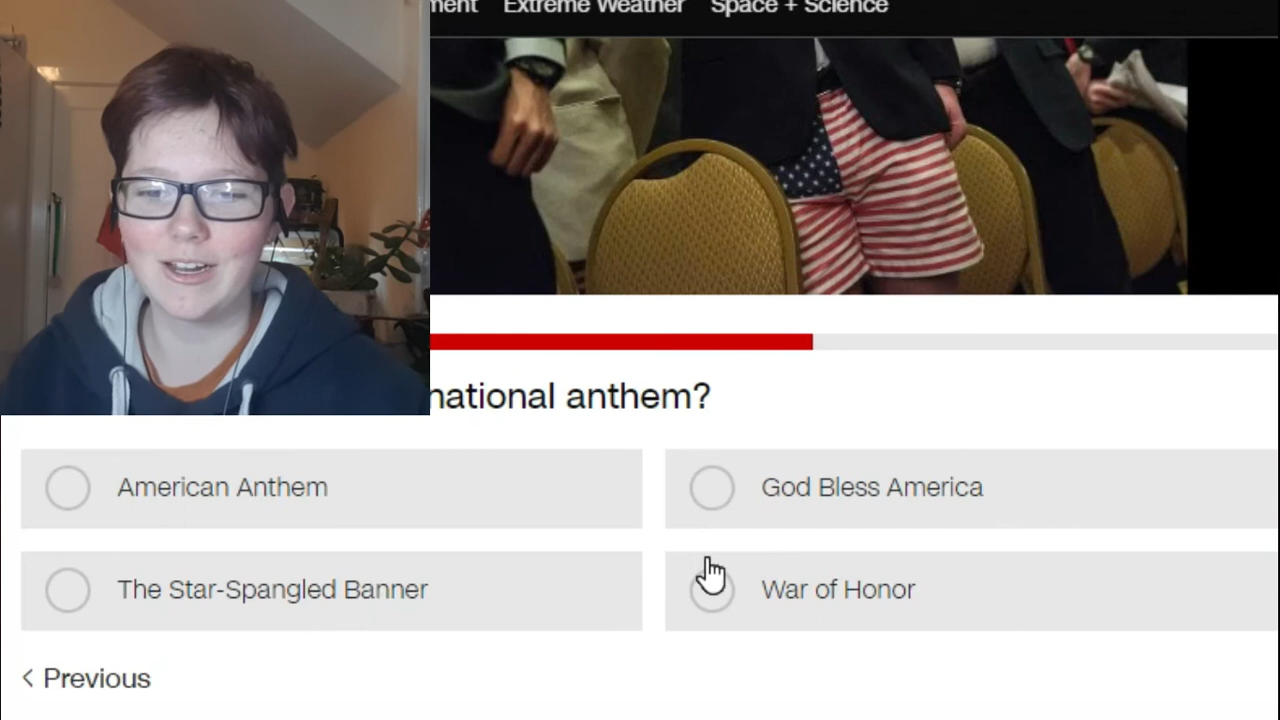 ment Extreme Weather Space + Science
national anthem?
American Anthem
God Bless America
The Star-Spangled Banner
War of Honor
< Previous